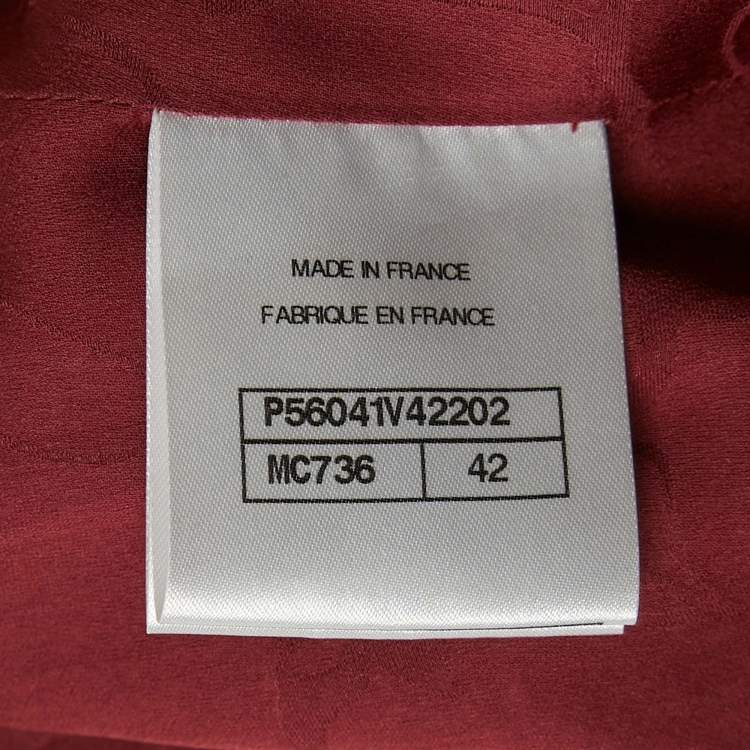 MADE IN FRANCE
FABRIQUE EN FRANCE
P56041V42202
MC736 42